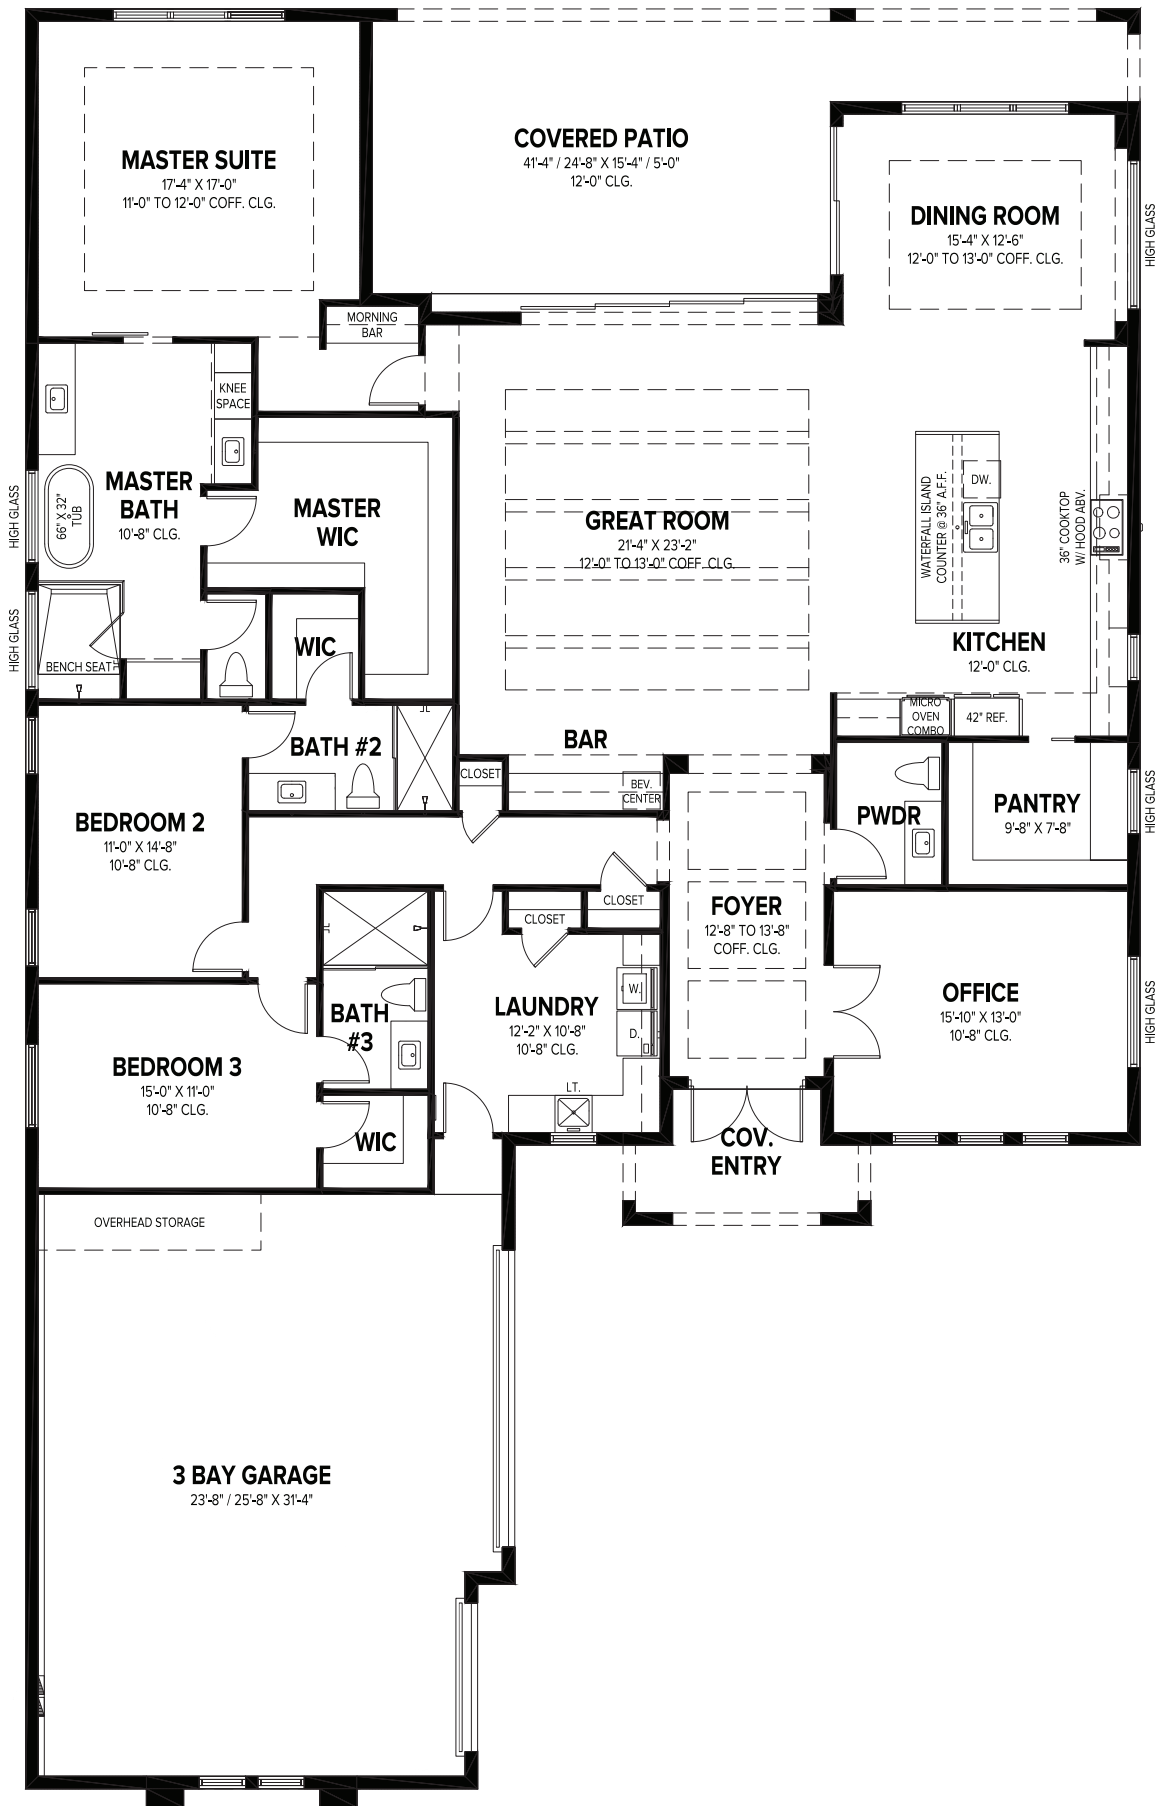 MASTER SUITE
17'-4" X 17'-0"
11'-0" TO 12'-0" COFF. CLG.
COVERED PATIO
41'-4" / 24'-8" X 15'-4" / 5'-0"
12'-0" CLG.
DINING ROOM
15'-4" X 12'-6"
12'-0" TO 13'-0" COFF. CLG.
HIGH GLASS
MORNING
BAR
KNEE
SPACE
MASTER
BATH
10'-8" CLG.
66" X 32"
TUB
HIGH GLASS
HIGH GLASS
BENCH SEAT
MASTER
WIC
WIC
GREAT ROOM
21'-4" X 23'-2"
12'-0" TO 13'-0" COFF. CLG.
WATERFALL ISLAND
COUNTER @ 36" A.F.F.
DW.
36" COOKTOP
W/ HOOD ABV.
KITCHEN
12'-0" CLG.
MICRO
OVEN
COMBO
42" REF.
BATH #2
CLOSET
BAR
BEV.
CENTER
BEDROOM 2
11'-0" X 14'-8"
10'-8" CLG.
PWDR
PANTRY
9'-8" X 7'-8"
HIGH GLASS
FOYER
12'-8" TO 13'-8"
COFF. CLG.
CLOSET
CLOSET
LAUNDRY
12'-2" X 10'-8"
10'-8" CLG.
W.
D.
LT.
OFFICE
15'-10" X 13'-0"
10'-8" CLG.
HIGH GLASS
BATH
#3
BEDROOM 3
15'-0" X 11'-0"
10'-8" CLG.
WIC
COV.
ENTRY
OVERHEAD STORAGE
3 BAY GARAGE
23'-8" / 25'-8" X 31'-4"